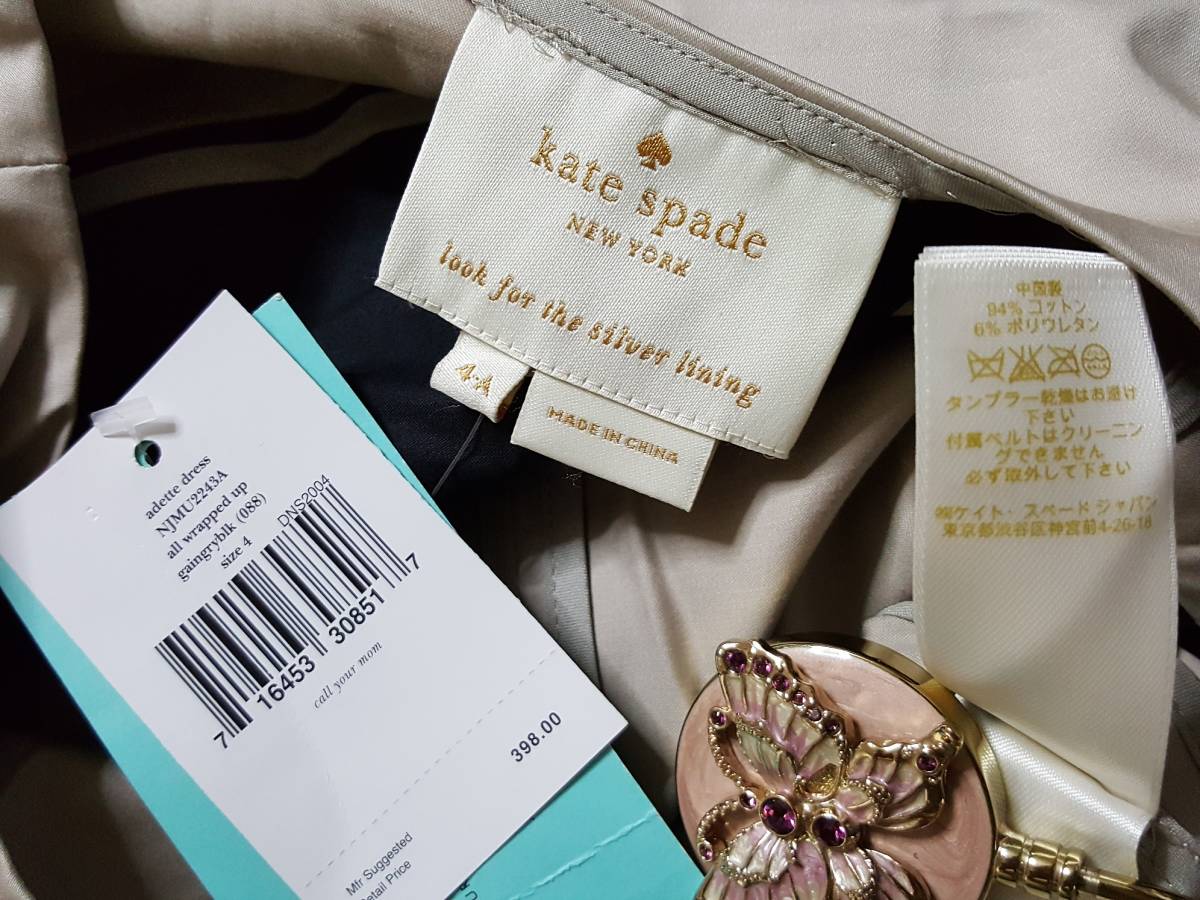 kate spade
NEW YORK
look for the silver lining
4-A
MADE IN CHINA
中国製
94% コットン
6% ポリウレタン
タンブラー乾燥はお避け
下さい
付属ベルトはクリーニン
グできません
必ず取外して下さい
㈱ケイト・スペードジャパン
東京都渋谷区神宮前4-26-18
adette dress
NJMU2243A
all wrapped up
gaingryblk (088)
size 4
DNS2004
7 16453 30851 7
call your mom
398.00
Mfr Suggested
Retail Price